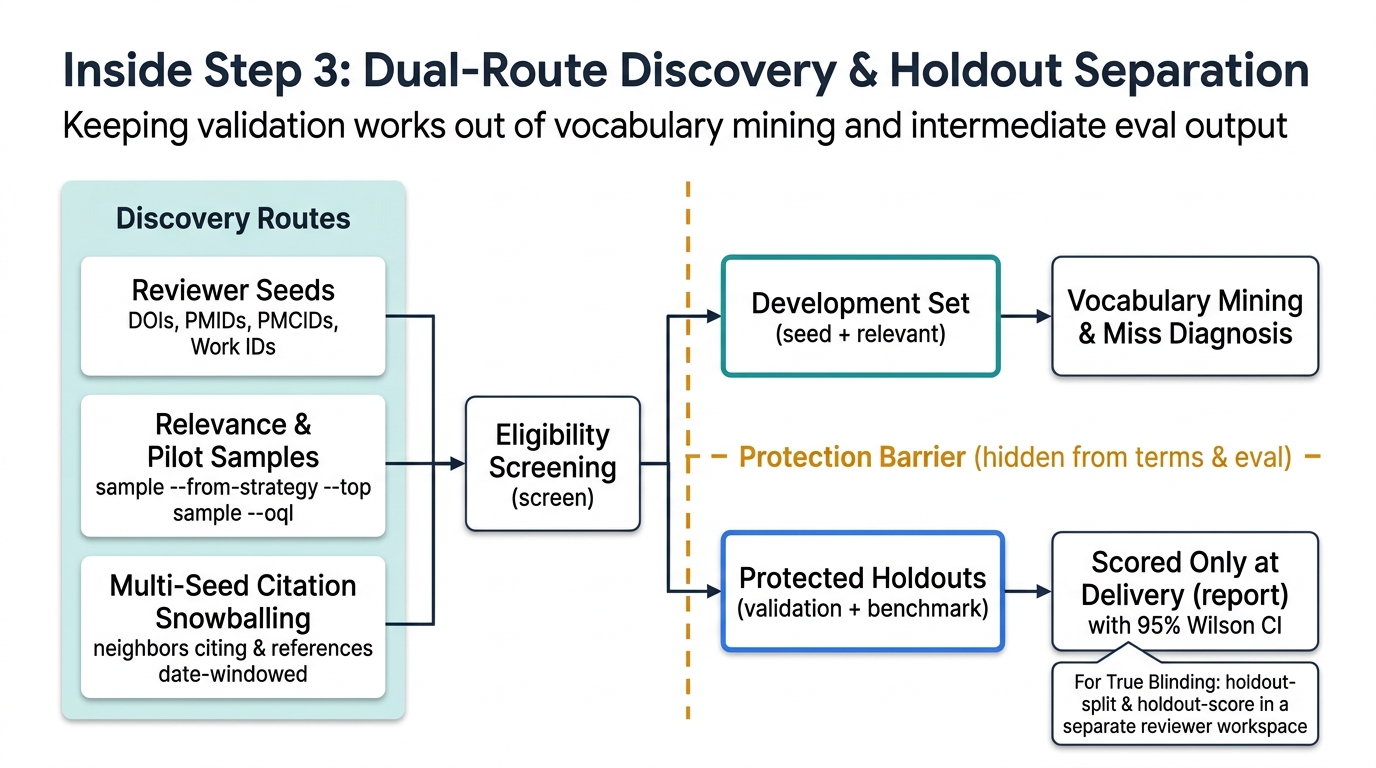 Inside Step 3: Dual-Route Discovery & Holdout Separation
Keeping validation works out of vocabulary mining and intermediate eval output
Discovery Routes
Reviewer Seeds
DOIs, PMIDs, PMCIDs,
Work IDs
Relevance &
Pilot Samples
sample --from-strategy --top
sample --oql
Multi-Seed Citation
Snowballing
neighbors citing & references
date-windowed
Eligibility
Screening
(screen)
Development Set
(seed + relevant)
Vocabulary Mining
& Miss Diagnosis
Protection Barrier (hidden from terms & eval)
Protected Holdouts
(validation + benchmark)
Scored Only at
Delivery (report)
with 95% Wilson CI
For True Blinding: holdout-
split & holdout-score in a
separate reviewer workspace